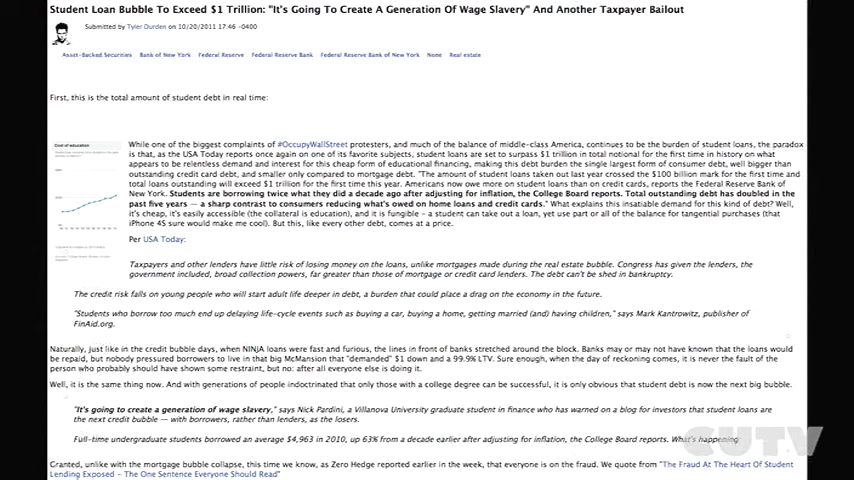 Student Loan Bubble To Exceed $1 Trillion: "It's Going To Create A Generation Of Wage Slavery" And Another Taxpayer Bailout
Submitted by Tyler Durden on 10/20/2011 17:46 -0400
Asset-Backed Securities Bank of New York Federal Reserve Federal Reserve Bank Federal Reserve Bank of New York None Real estate
First, this is the total amount of student debt in real time:
Cost of education
While one of the biggest complaints of #OccupyWallStreet protesters, and much of the balance of middle-class America, continues to be the burden of student loans, the paradox
is that, as the USA Today reports once again on one of its favorite subjects, student loans are set to surpass $1 trillion in total notional for the first time in history on what
appears to be relentless demand and interest for this cheap form of educational financing, making this debt burden the single largest form of consumer debt, well bigger than
outstanding credit card debt, and smaller only compared to mortgage debt. "The amount of student loans taken out last year crossed the $100 billion mark for the first time and
total loans outstanding will exceed $1 trillion for the first time this year. Americans now owe more on student loans than on credit cards, reports the Federal Reserve Bank of
New York. Students are borrowing twice what they did a decade ago after adjusting for inflation, the College Board reports. Total outstanding debt has doubled in the
past five years — a sharp contrast to consumers reducing what's owed on home loans and credit cards." What explains this insatiable demand for this kind of debt? Well,
it's cheap, it's easily accessible (the collateral is education), and it is fungible - a student can take out a loan, yet use part or all of the balance for tangential purchases (that
iPhone 4S sure would make me cool). But this, like every other debt, comes at a price.
Per USA Today:
Taxpayers and other lenders have little risk of losing money on the loans, unlike mortgages made during the real estate bubble. Congress has given the lenders, the
government included, broad collection powers, far greater than those of mortgage or credit card lenders. The debt can't be shed in bankruptcy.
The credit risk falls on young people who will start adult life deeper in debt, a burden that could place a drag on the economy in the future.
"Students who borrow too much end up delaying life-cycle events such as buying a car, buying a home, getting married (and) having children," says Mark Kantrowitz, publisher of
FinAid.org.
Naturally, just like in the credit bubble days, when NINJA loans were fast and furious, the lines in front of banks stretched around the block. Banks may or may not have known that the loans would
be repaid, but nobody pressured borrowers to live in that big McMansion that "demanded" $1 down and a 99.9% LTV. Sure enough, when the day of reckoning comes, it is never the fault of the
person who probably should have shown some restraint, but no: after all everyone else is doing it.
Well, it is the same thing now. And with generations of people indoctrinated that only those with a college degree can be successful, it is only obvious that student debt is now the next big bubble.
"It's going to create a generation of wage slavery," says Nick Pardini, a Villanova University graduate student in finance who has warned on a blog for investors that student loans are
the next credit bubble — with borrowers, rather than lenders, as the losers.
Full-time undergraduate students borrowed an average $4,963 in 2010, up 63% from a decade earlier after adjusting for inflation, the College Board reports. What's happening
CUTV
Granted, unlike with the mortgage bubble collapse, this time we know, as Zero Hedge reported earlier in the week, that everyone is on the fraud. We quote from "The Fraud At The Heart Of Student
Lending Exposed - The One Sentence Everyone Should Read"